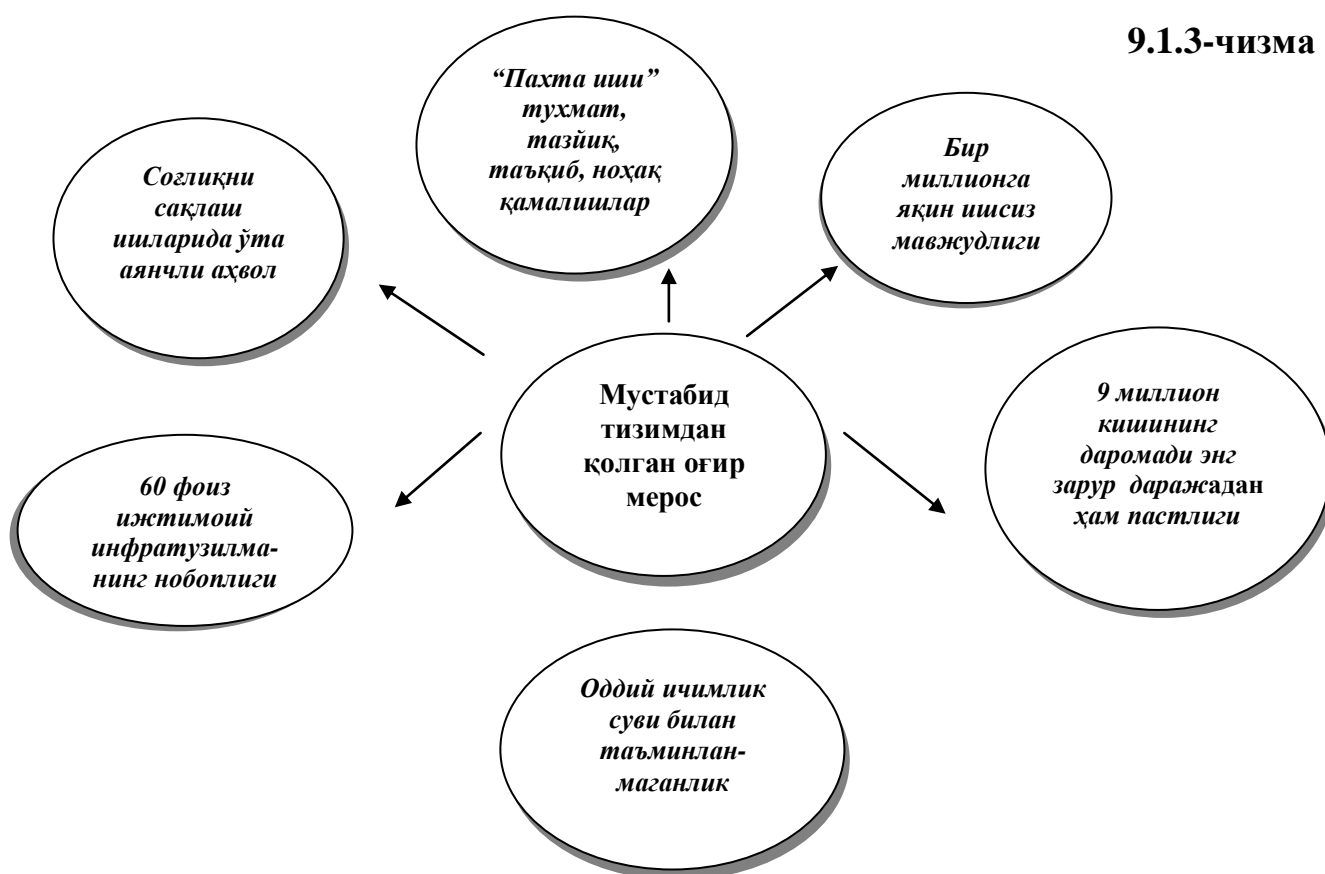 9.1.3-чизма
“Пахта иши”
тухмат,
тазйиқ,
таъқиб, ноҳақ
қамалишлар
Соғлиқни
сақлаш
ишларида ўта
аянчли аҳвол
Бир
миллионга
яқин ишсиз
мавжудлиги
Мустабид
тизимдан
қолган оғир
мерос
9 миллион
кишининг
даромади энг
зарур даражадан
ҳам пастлиги
60 фоиз
ижтимоий
инфратузилма-
нинг нобоплиги
Оддий ичимлик
суви билан
таъминлан-
маганлик